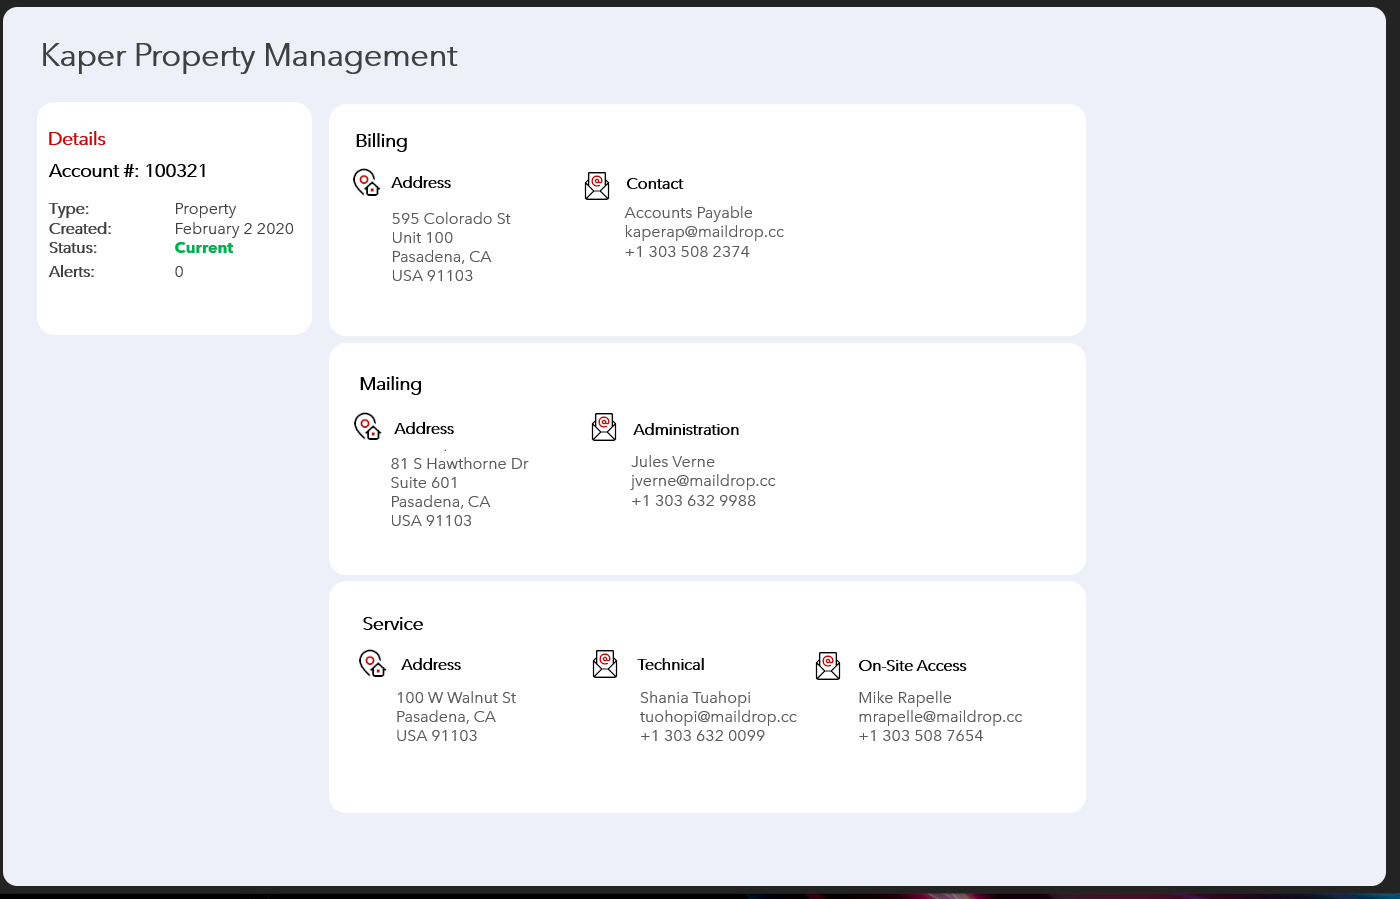 Kaper Property Management
Details
Account #: 100321
Type: Property
Created: February 2 2020
Status: Current
Alerts: 0
Billing
Address
595 Colorado St
Unit 100
Pasadena, CA
USA 91103
Contact
Accounts Payable
kaperap@maildrop.cc
+1 303 508 2374
Mailing
Address
81 S Hawthorne Dr
Suite 601
Pasadena, CA
USA 91103
Administration
Jules Verne
jverne@maildrop.cc
+1 303 632 9988
Service
Address
100 W Walnut St
Pasadena, CA
USA 91103
Technical
Shania Tuahopi
tuohopi@maildrop.cc
+1 303 632 0099
On-Site Access
Mike Rapelle
mrapelle@maildrop.cc
+1 303 508 7654